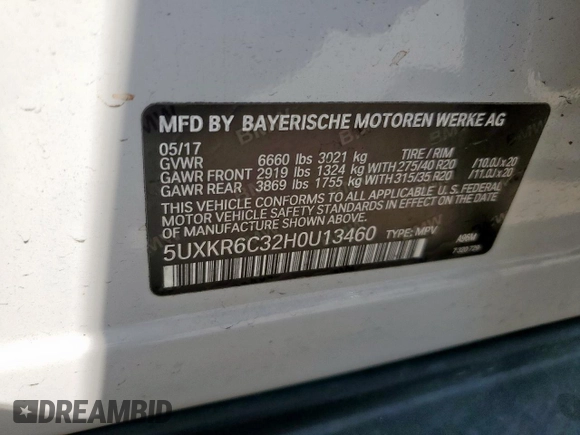 MFD BY BAYERISCHE MOTOREN WERKE AG
05/17 TIRE / RIM
GVWR 6660 lbs 3021 kg
GAWR FRONT 2919 lbs 1324 kg WITH 275/40 R20 /10.0J x 20
GAWR REAR 3869 lbs 1755 kg WITH 315/35 R20 /11.0J x 20
THIS VEHICLE CONFORMS TO ALL APPLICABLE U.S. FEDERAL
MOTOR VEHICLE SAFETY STANDARDS IN EFFECT ON THE DATE
OF MANUFACTURE SHOWN ABOVE.
5UXKR6C32H0U13460 TYPE: MPV A96M
DREAMBID